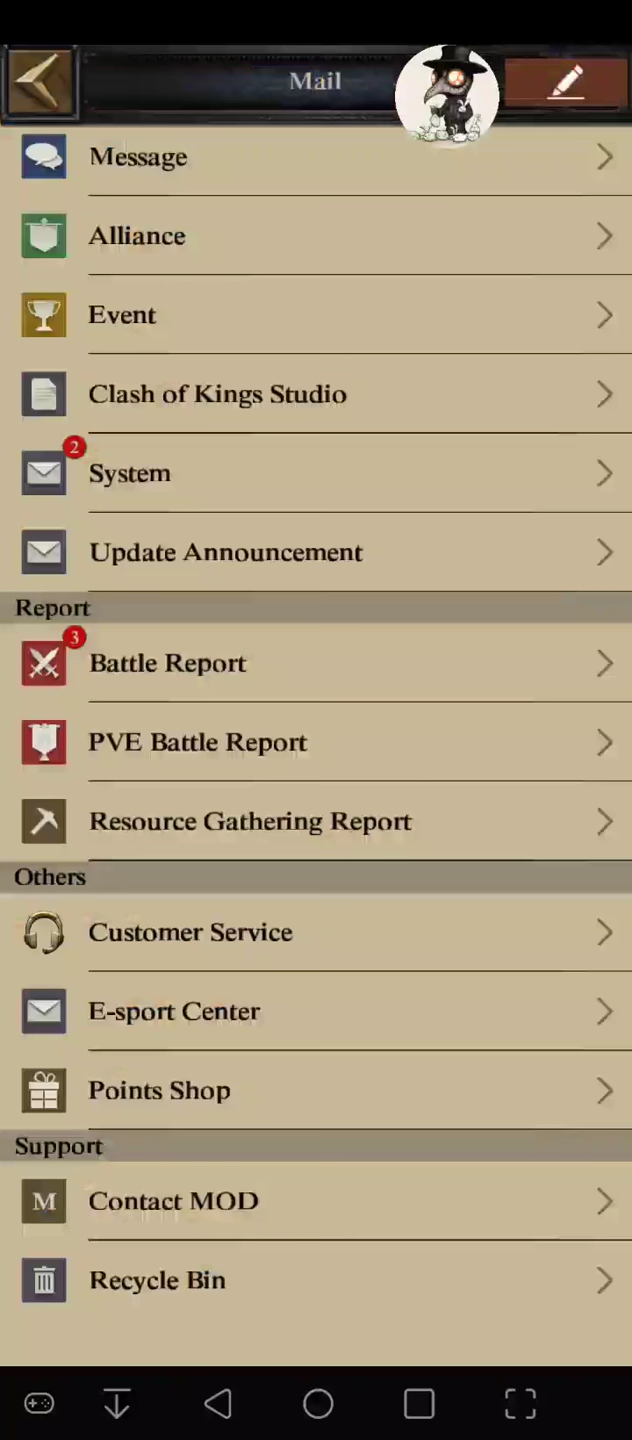 Mail
Message
Alliance
Event
Clash of Kings Studio
2
System
Update Announcement
Report
3
Battle Report
PVE Battle Report
Resource Gathering Report
Others
Customer Service
E-sport Center
Points Shop
Support
M
Contact MOD
Recycle Bin